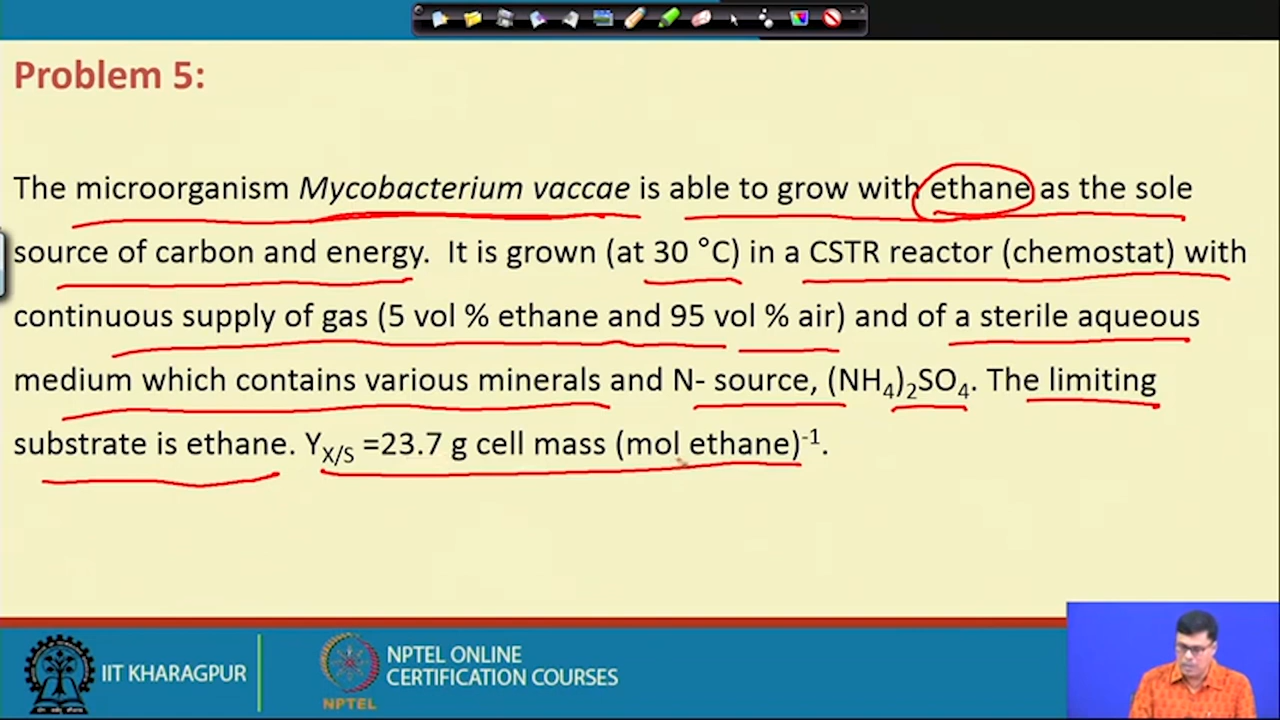 Problem 5:
The microorganism Mycobacterium vaccae is able to grow with ethane as the sole
source of carbon and energy. It is grown (at 30 °C) in a CSTR reactor (chemostat) with
continuous supply of gas (5 vol % ethane and 95 vol % air) and of a sterile aqueous
medium which contains various minerals and N- source, (NH₄)₂SO₄. The limiting
substrate is ethane. Y_X/S =23.7 g cell mass (mol ethane)⁻¹.
IIT KHARAGPUR
NPTEL
NPTEL ONLINE
CERTIFICATION COURSES